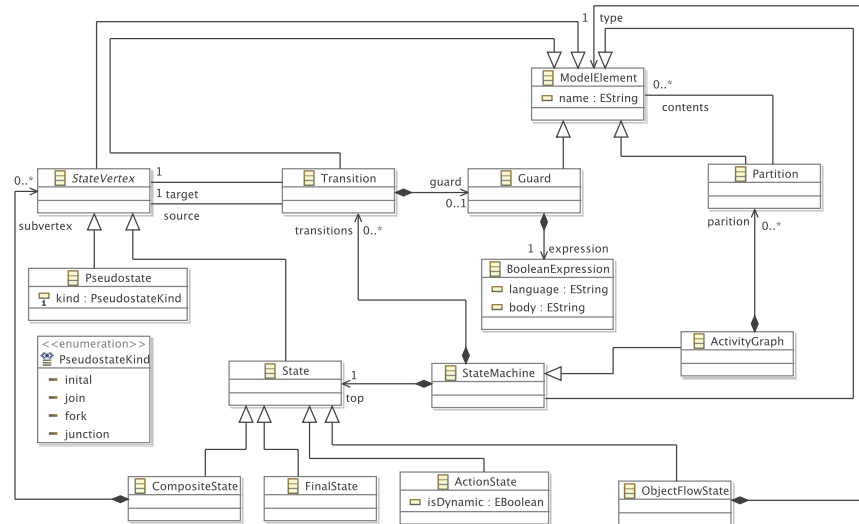 1 type
ModelElement
name : EString
0..*
contents
0..*
StateVertex
1
1 target
source
subvertex
Transition
guard
0..1
Guard
Partition
transitions
0..*
parition
0..*
1 expression
Pseudostate
kind : PseudostateKind
BooleanExpression
language : EString
body : EString
<<enumeration>>
PseudostateKind
inital
join
fork
junction
ActivityGraph
State
1
top
StateMachine
CompositeState
FinalState
ActionState
isDynamic : EBoolean
ObjectFlowState